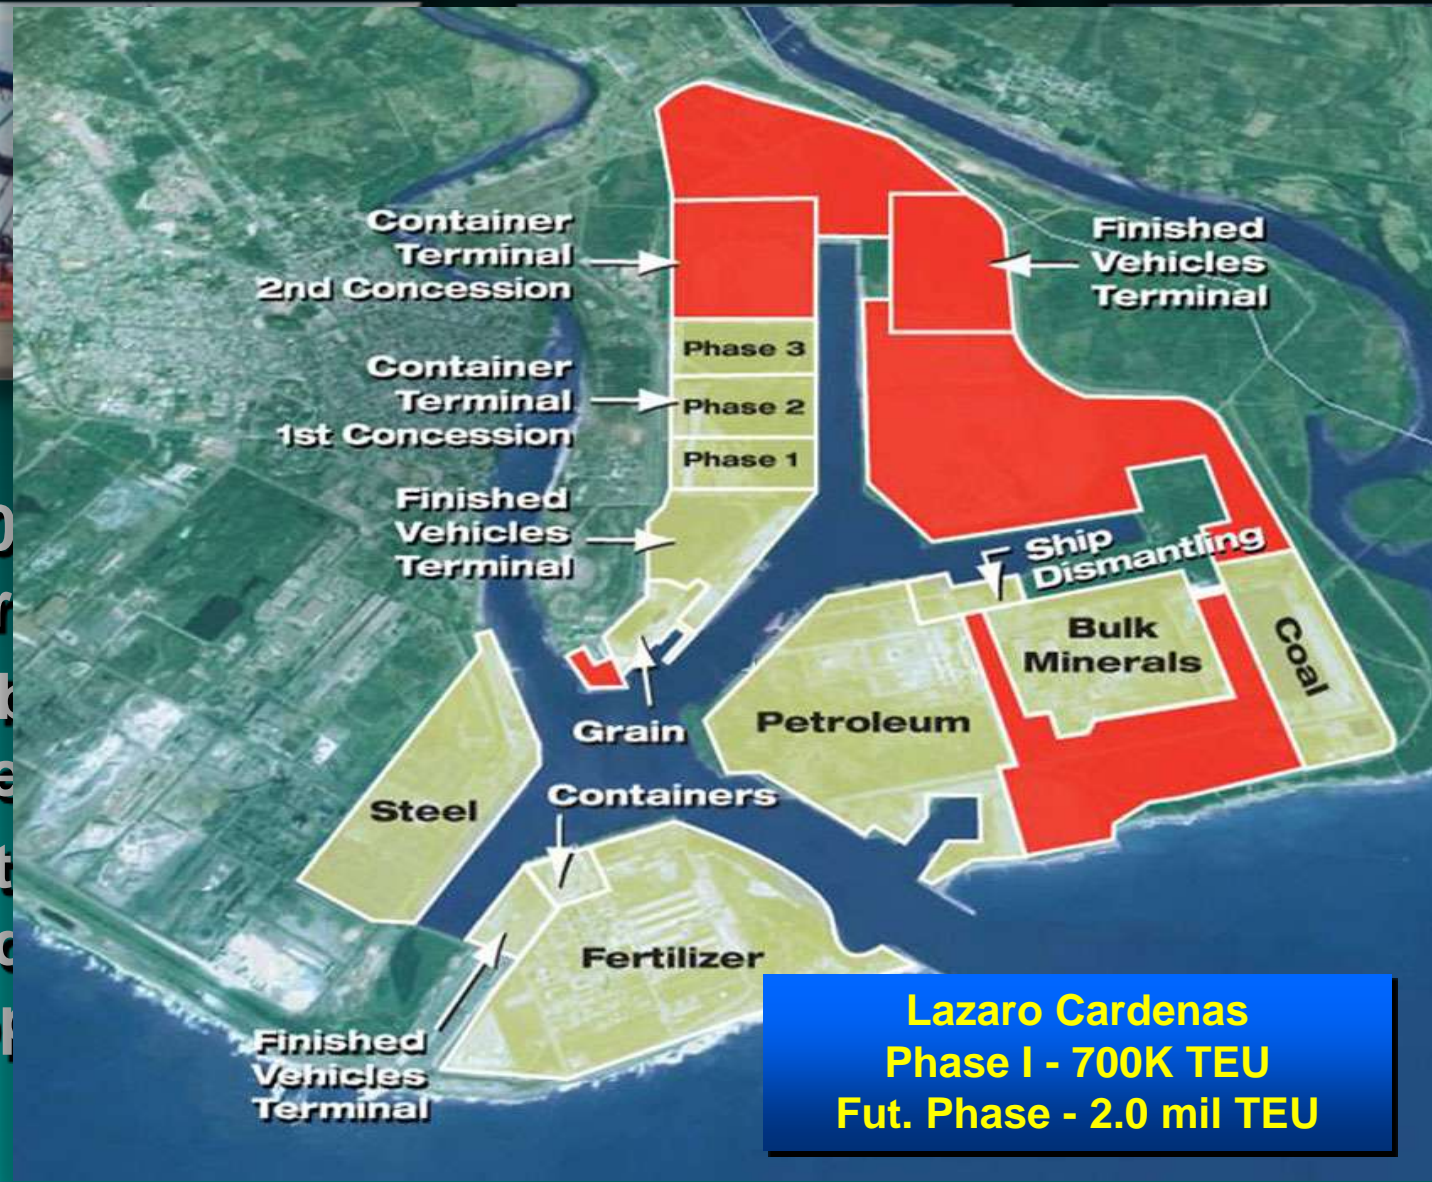 Container
Terminal
2nd Concession
Finished
Vehicles
Terminal
Phase 3
Container
Terminal
1st Concession
Phase 2
Phase 1
Finished
Vehicles
Terminal
Ship
Dismantling
Bulk
Minerals
Coal
Grain
Petroleum
Containers
Steel
Fertilizer
Finished
Vehicles
Terminal
Lazaro Cardenas
Phase I - 700K TEU
Fut. Phase - 2.0 mil TEU